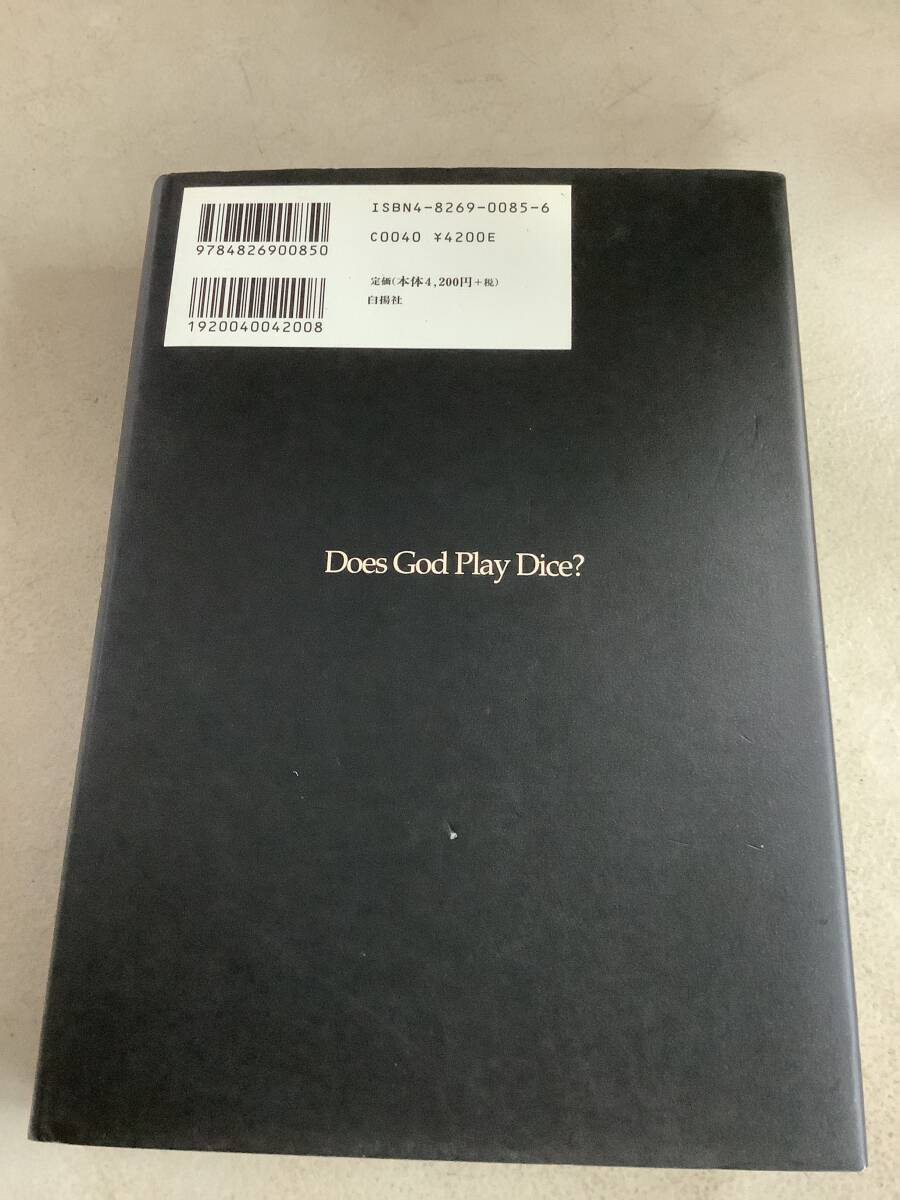 ISBN4-8269-0085-6
C0040 ¥4200E
9784826900850
定価(本体4,200円+税)
白揚社
1920040042008
Does God Play Dice?